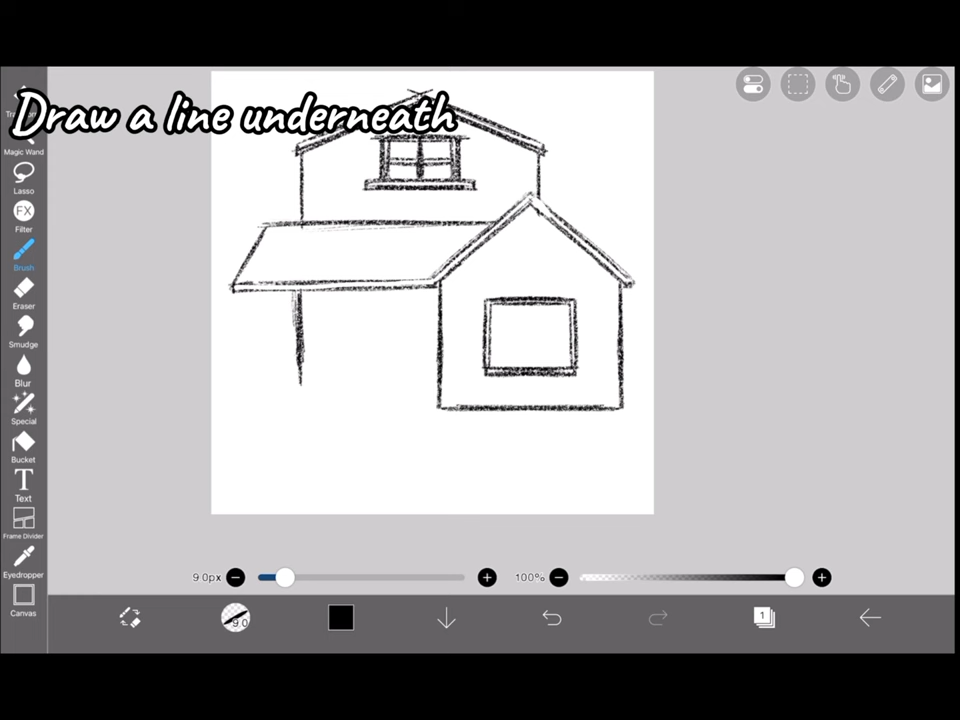 Draw a line underneath
Magic Wand
Lasso
FX
Filter
Brush
Eraser
Smudge
Blur
Special
Bucket
T
Text
Frame Divider
Eyedropper
Canvas
9.0px
100%
9.0
1